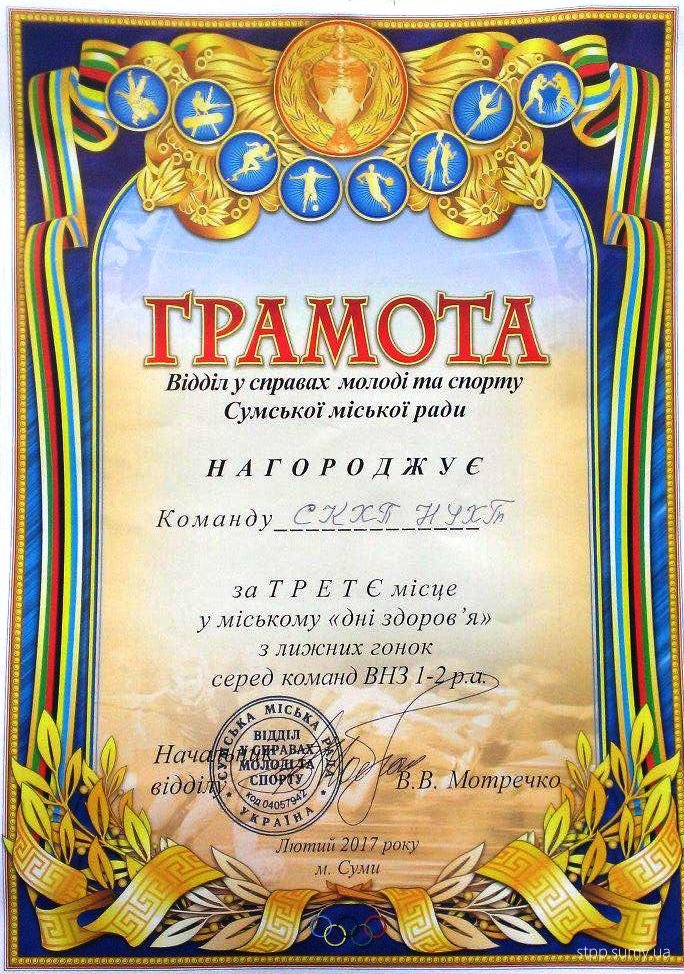 ГРАМОТА
Відділ у справах молоді та спорту
Сумської міської ради
НАГОРОДЖУЄ
Команду СКХП НУХТ
за ТРЕТЄ місце
у міському «дні здоров’я»
з лижних гонок
серед команд ВНЗ 1-2 р.а.
Начальник
відділу
В.В. Мотречко
СУМСЬКА МІСЬКА РАДА
ВІДДІЛ
У СПРАВАХ
МОЛОДІ ТА
СПОРТУ
код 04057942
УКРАЇНА
Лютий 2017 року
м. Суми
stpp.sumy.ua